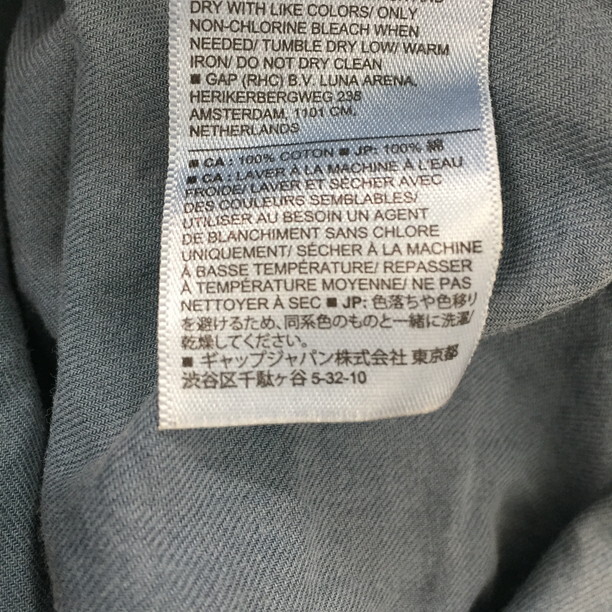 DRY WITH LIKE COLORS/ ONLY
NON-CHLORINE BLEACH WHEN
NEEDED/ TUMBLE DRY LOW/ WARM
IRON/ DO NOT DRY CLEAN
■ GAP (RHC) B.V. LUNA ARENA,
HERIKERBERGWEG 238
AMSTERDAM, 1101 CM,
NETHERLANDS
■ CA : 100% COTON ■ JP: 100% 綿
■ CA : LAVER À LA MACHINE À L'EAU
FROIDE/ LAVER ET SÉCHER AVEC
DES COULEURS SEMBLABLES/
UTILISER AU BESOIN UN AGENT
DE BLANCHIMENT SANS CHLORE
UNIQUEMENT/ SÉCHER À LA MACHINE
À BASSE TEMPÉRATURE/ REPASSER
À TEMPÉRATURE MOYENNE/ NE PAS
NETTOYER À SEC ■ JP: 色落ちや色移り
を避けるため、同系色のものと一緒に洗濯/
乾燥してください.
■ ギャップジャパン株式会社 東京都
渋谷区千駄ヶ谷 5-32-10